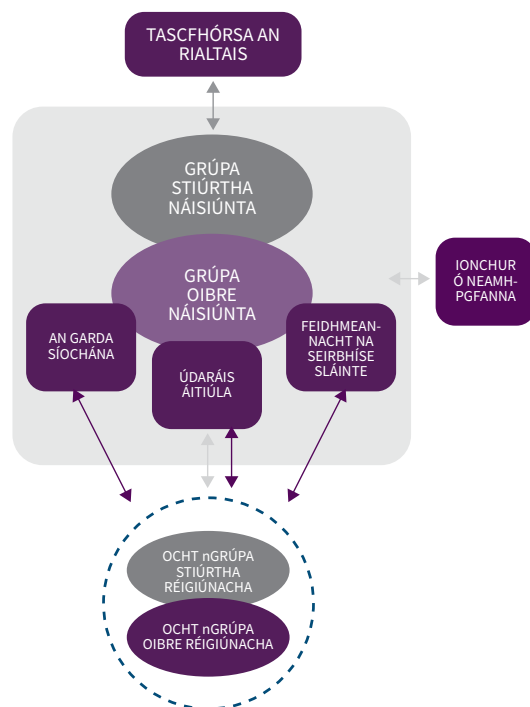 TASCFHÓRSA AN
RIALTAIS
GRÚPA
STIÚRTHA
NÁISIÚNTA
GRÚPA
OIBRE
NÁISIÚNTA
IONCHUR
Ó NEAMH-
PGFANNA
AN GARDA
SÍOCHÁNA
ÚDARÁIS
ÁITIÚLA
FEIDHMEAN-
NACHT NA
SEIRBHÍSE
SLÁINTE
OCHT nGRÚPA
STIÚRTHA
RÉIGIÚNACHA
OCHT nGRÚPA
OIBRE RÉIGIÚNACHA